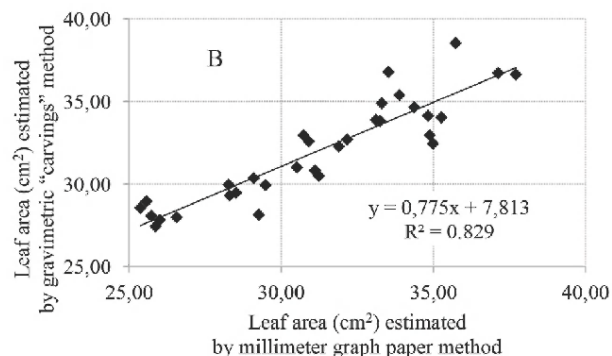 40,00
B
35,00
30,00
25,00
Leaf area (cm²) estimated
by gravimetric “carvings” method
y = 0,775x + 7,813
R² = 0.829
25,00 30,00 35,00 40,00
Leaf area (cm²) estimated
by millimeter graph paper method